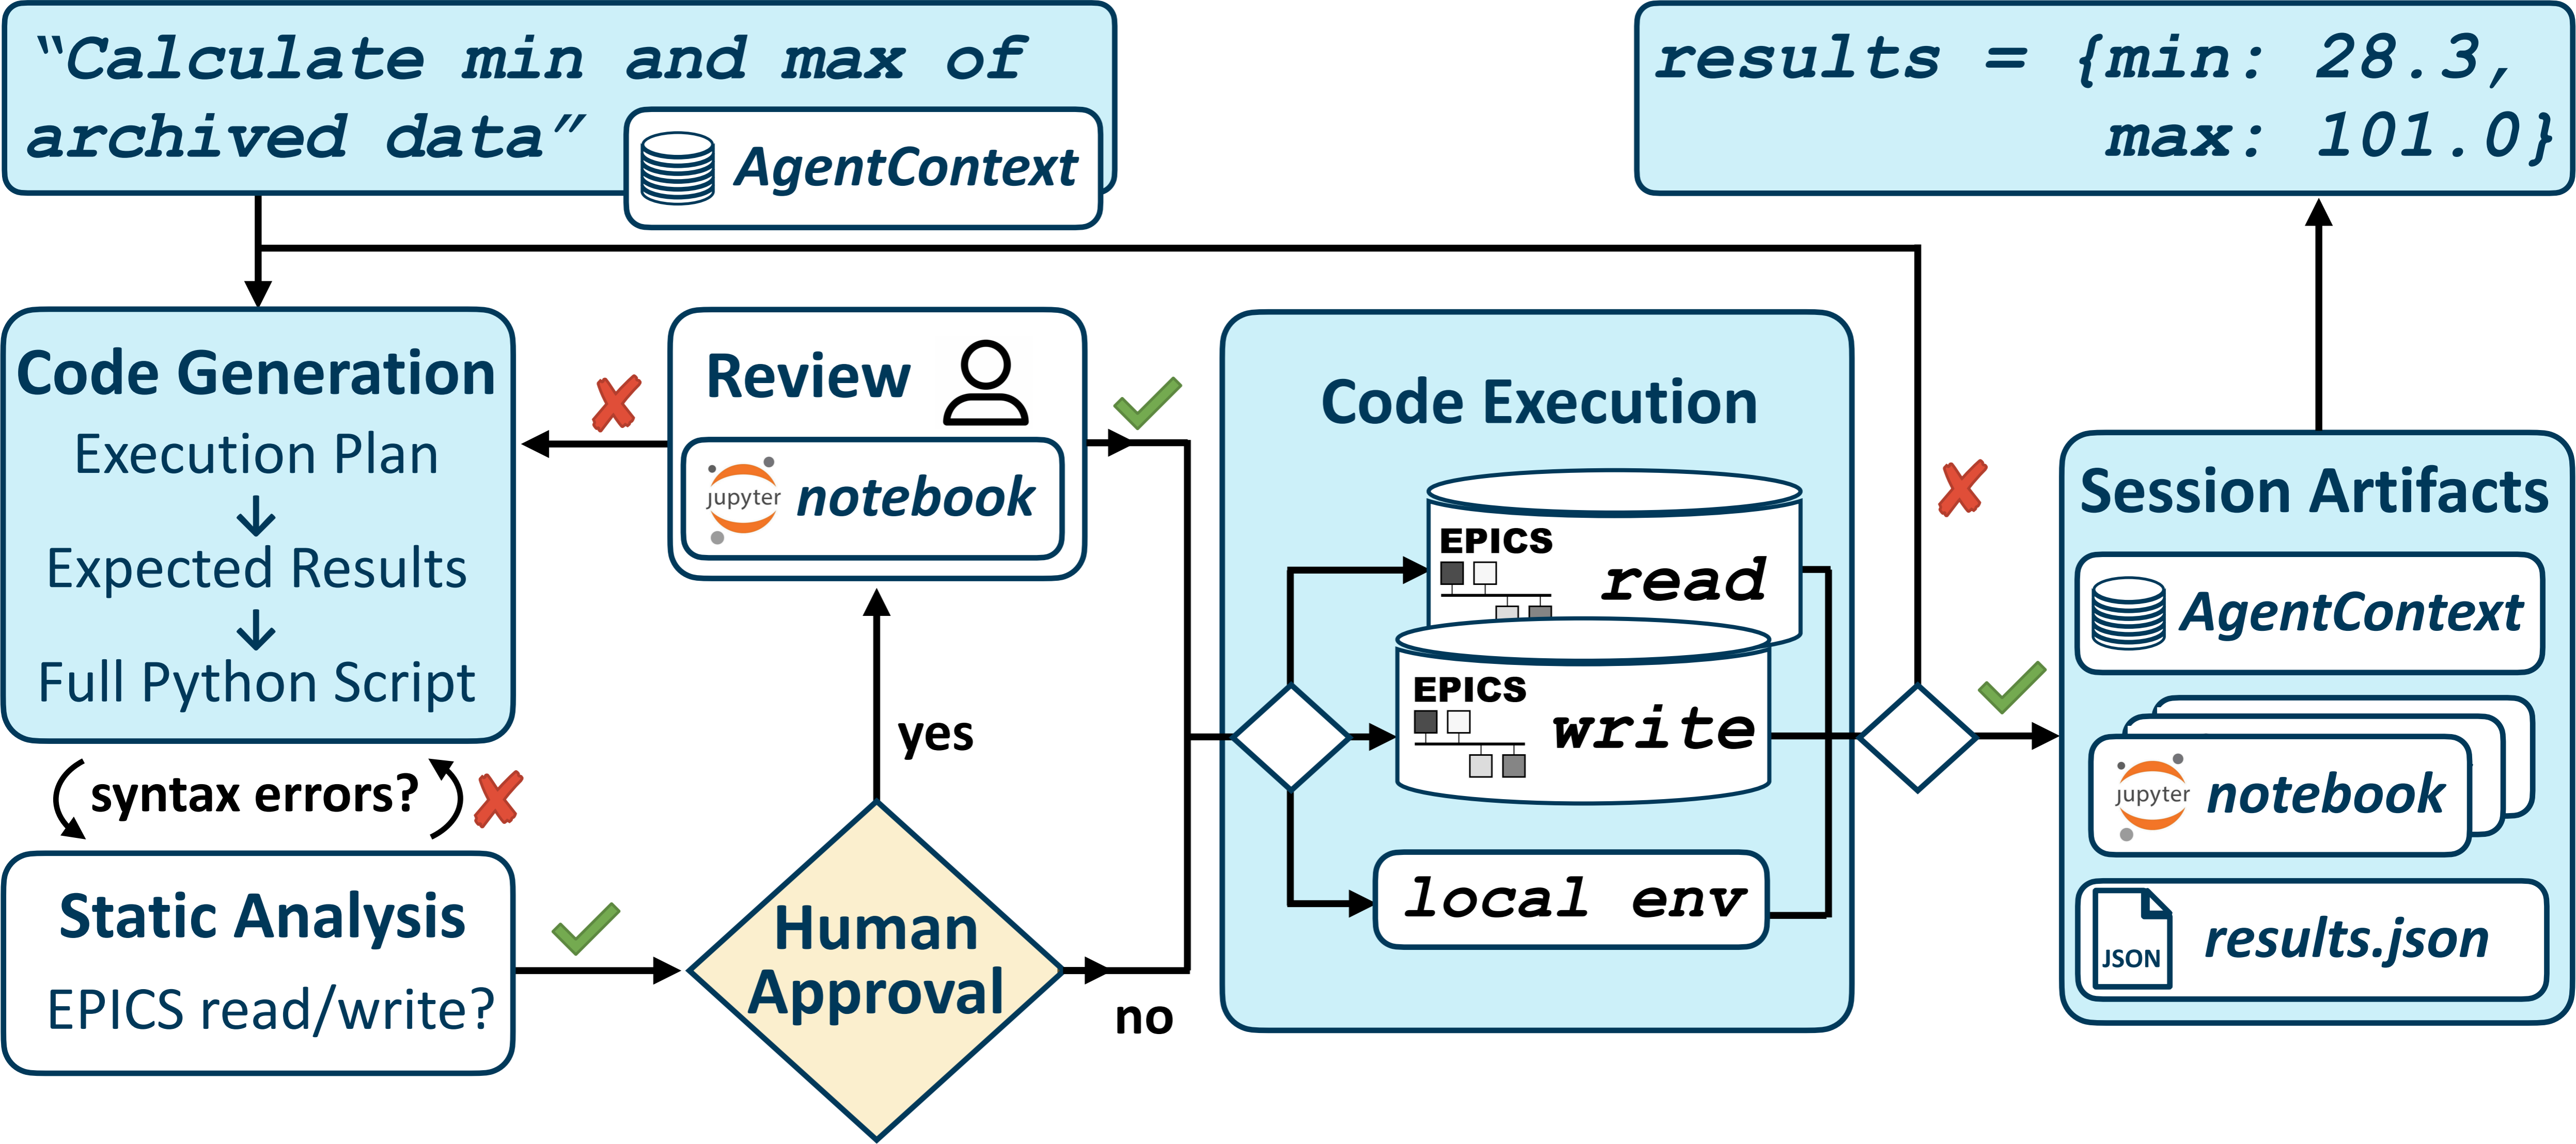 “Calculate min and max of
archived data”
AgentContext
results = {min: 28.3,
max: 101.0}
Code Generation
Execution Plan
Expected Results
Full Python Script
syntax errors?
Static Analysis
EPICS read/write?
Review
jupyter notebook
yes
Human
Approval
no
Code Execution
EPICS read
EPICS write
local env
Session Artifacts
AgentContext
jupyter notebook
JSON results.json